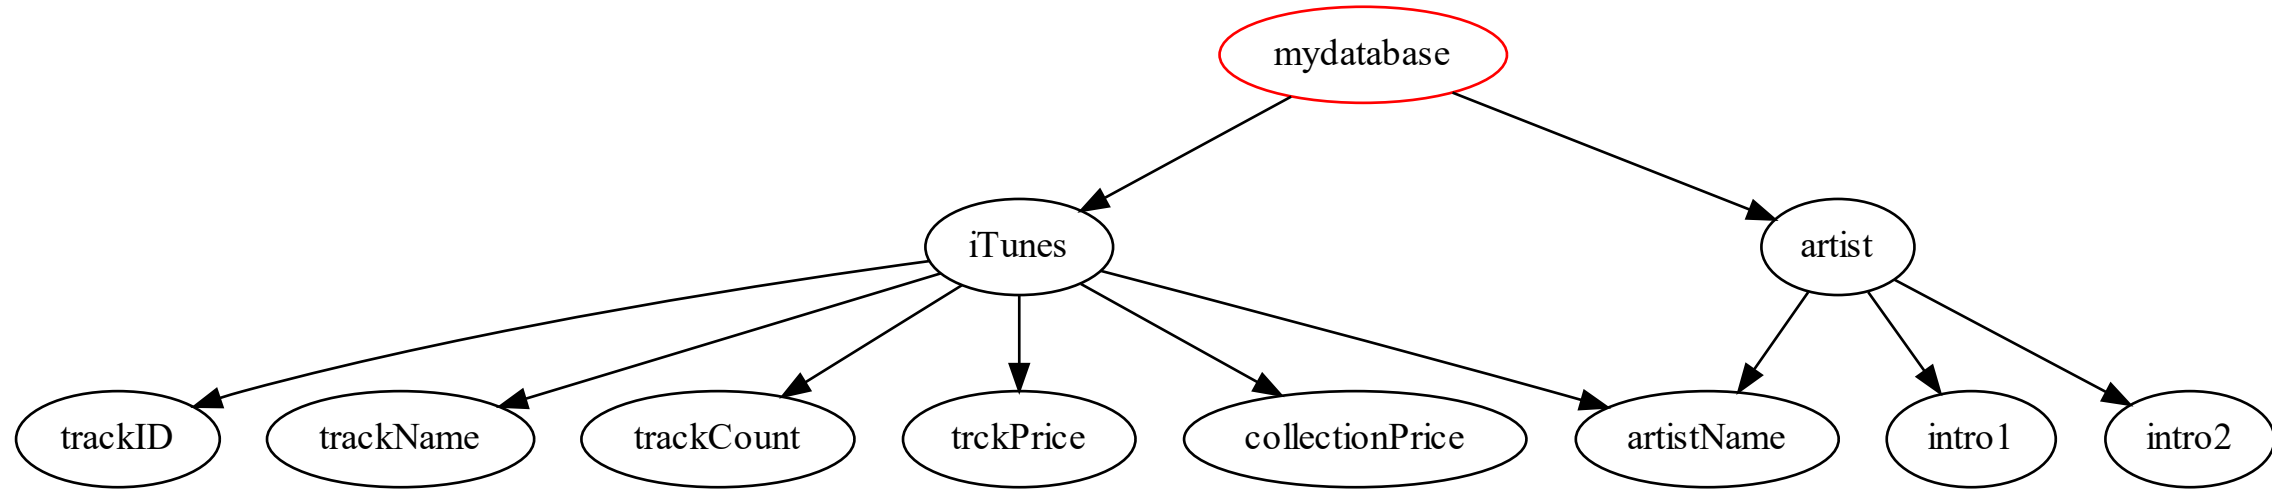 mydatabase
iTunes
artist
trackID
trackName
trackCount
trckPrice
collectionPrice
artistName
intro1
intro2